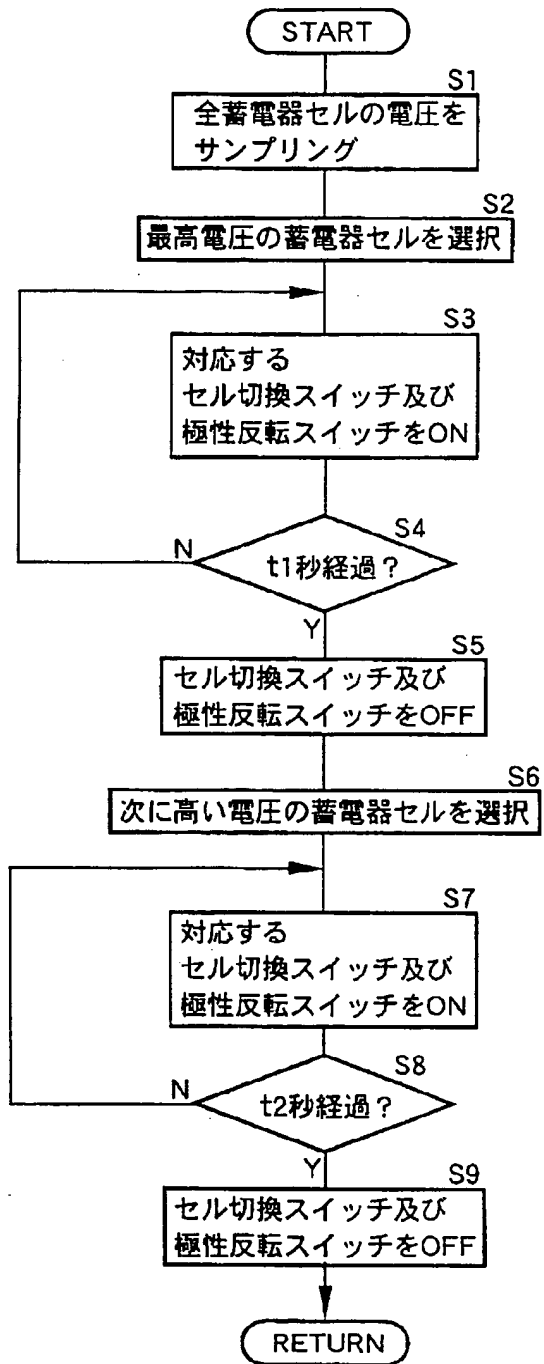 START
S1
全蓄電器セルの電圧を
サンプリング
S2
最高電圧の蓄電器セルを選択
S3
対応する
セル切換スイッチ及び
極性反転スイッチをON
S4
N
t1秒経過？
Y
S5
セル切換スイッチ及び
極性反転スイッチをOFF
S6
次に高い電圧の蓄電器セルを選択
S7
対応する
セル切換スイッチ及び
極性反転スイッチをON
S8
N
t2秒経過？
Y
S9
セル切換スイッチ及び
極性反転スイッチをOFF
RETURN